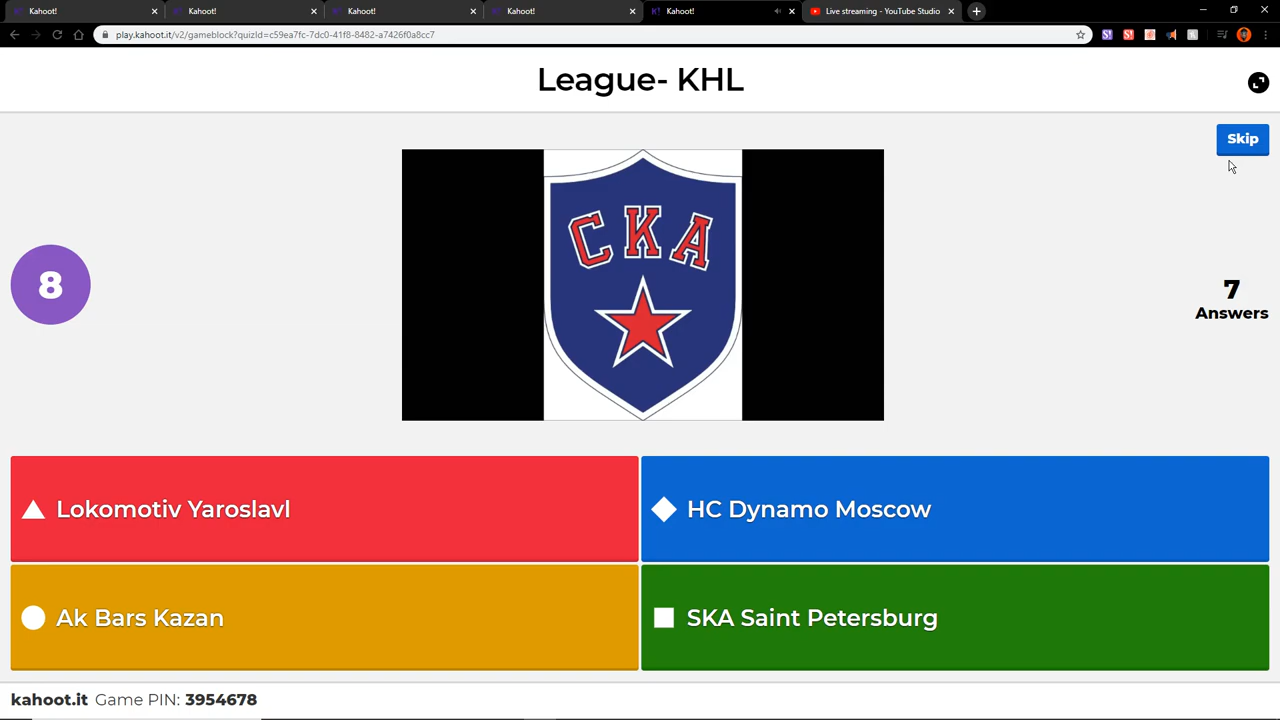 Kahoot!
Kahoot!
Kahoot!
Kahoot!
Kahoot!
Live streaming - YouTube Studio
play.kahoot.it/v2/gameblock?quizId=c59ea7fc-7dc0-41f8-8482-a7426f0a8cc7
League- KHL
Skip
СКА
8
7
Answers
Lokomotiv Yaroslavl
HC Dynamo Moscow
Ak Bars Kazan
SKA Saint Petersburg
kahoot.it Game PIN: 3954678